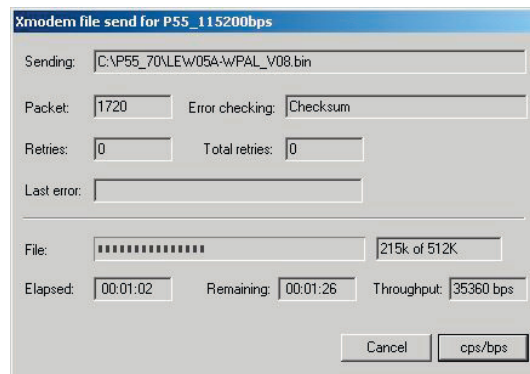 Xmodem file send for P55_115200bps
Sending: C:\P55_70\LEW05A-WPAL_V08.bin
Packet: 1720 Error checking: Checksum
Retries: 0 Total retries: 0
Last error:
File: 215k of 512K
Elapsed: 00:01:02 Remaining: 00:01:26 Throughput: 35360 bps
Cancel cps/bps